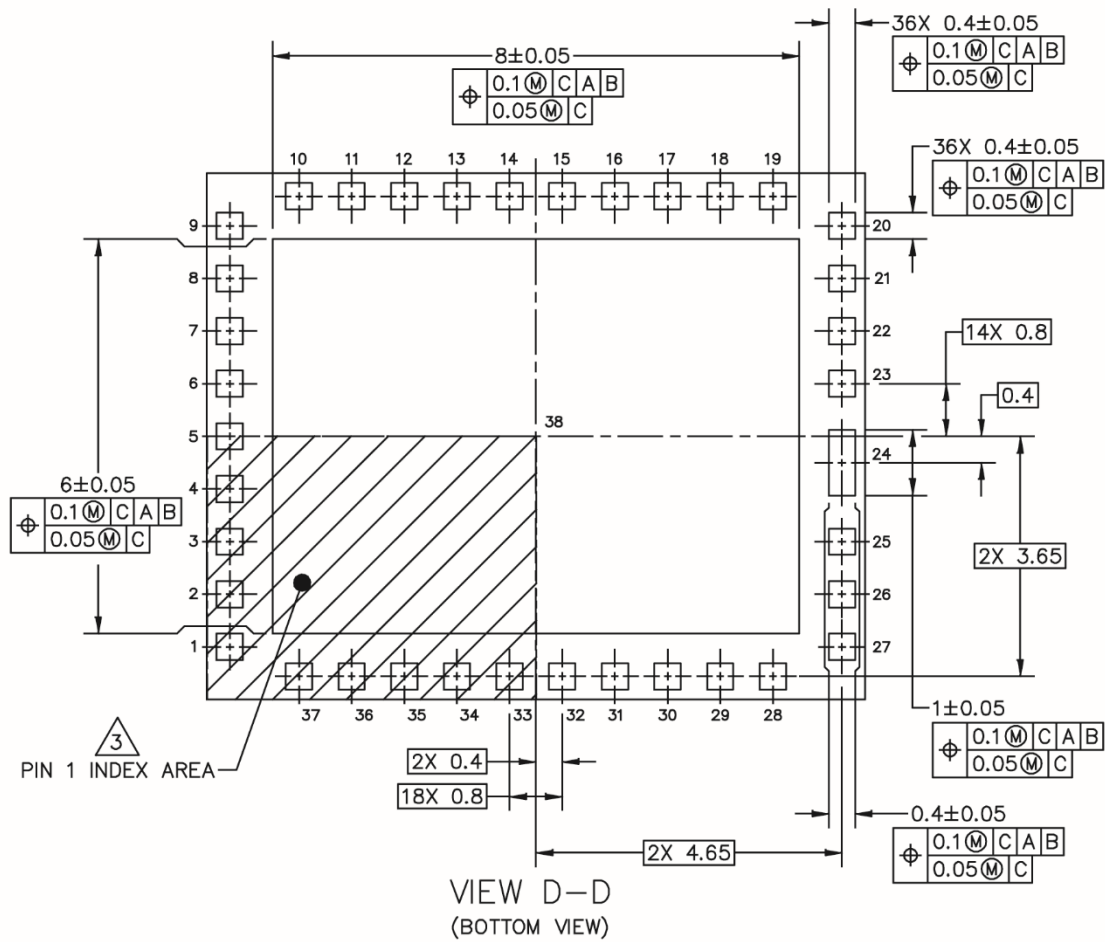 36X 0.4±0.05
⌖ 0.1Ⓜ C A B
0.05Ⓜ C
8±0.05
⌖ 0.1Ⓜ C A B
0.05Ⓜ C
36X 0.4±0.05
⌖ 0.1Ⓜ C A B
0.05Ⓜ C
10 11 12 13 14 15 16 17 18 19
9
8
7
6
5
4
3
2
1
20
21
22
23
24
25
26
27
38
14X 0.8
0.4
6±0.05
⌖ 0.1Ⓜ C A B
0.05Ⓜ C
2X 3.65
37 36 35 34 33 32 31 30 29 28
1±0.05
⌖ 0.1Ⓜ C A B
0.05Ⓜ C
3
PIN 1 INDEX AREA
2X 0.4
18X 0.8
0.4±0.05
⌖ 0.1Ⓜ C A B
0.05Ⓜ C
2X 4.65
VIEW D-D
(BOTTOM VIEW)